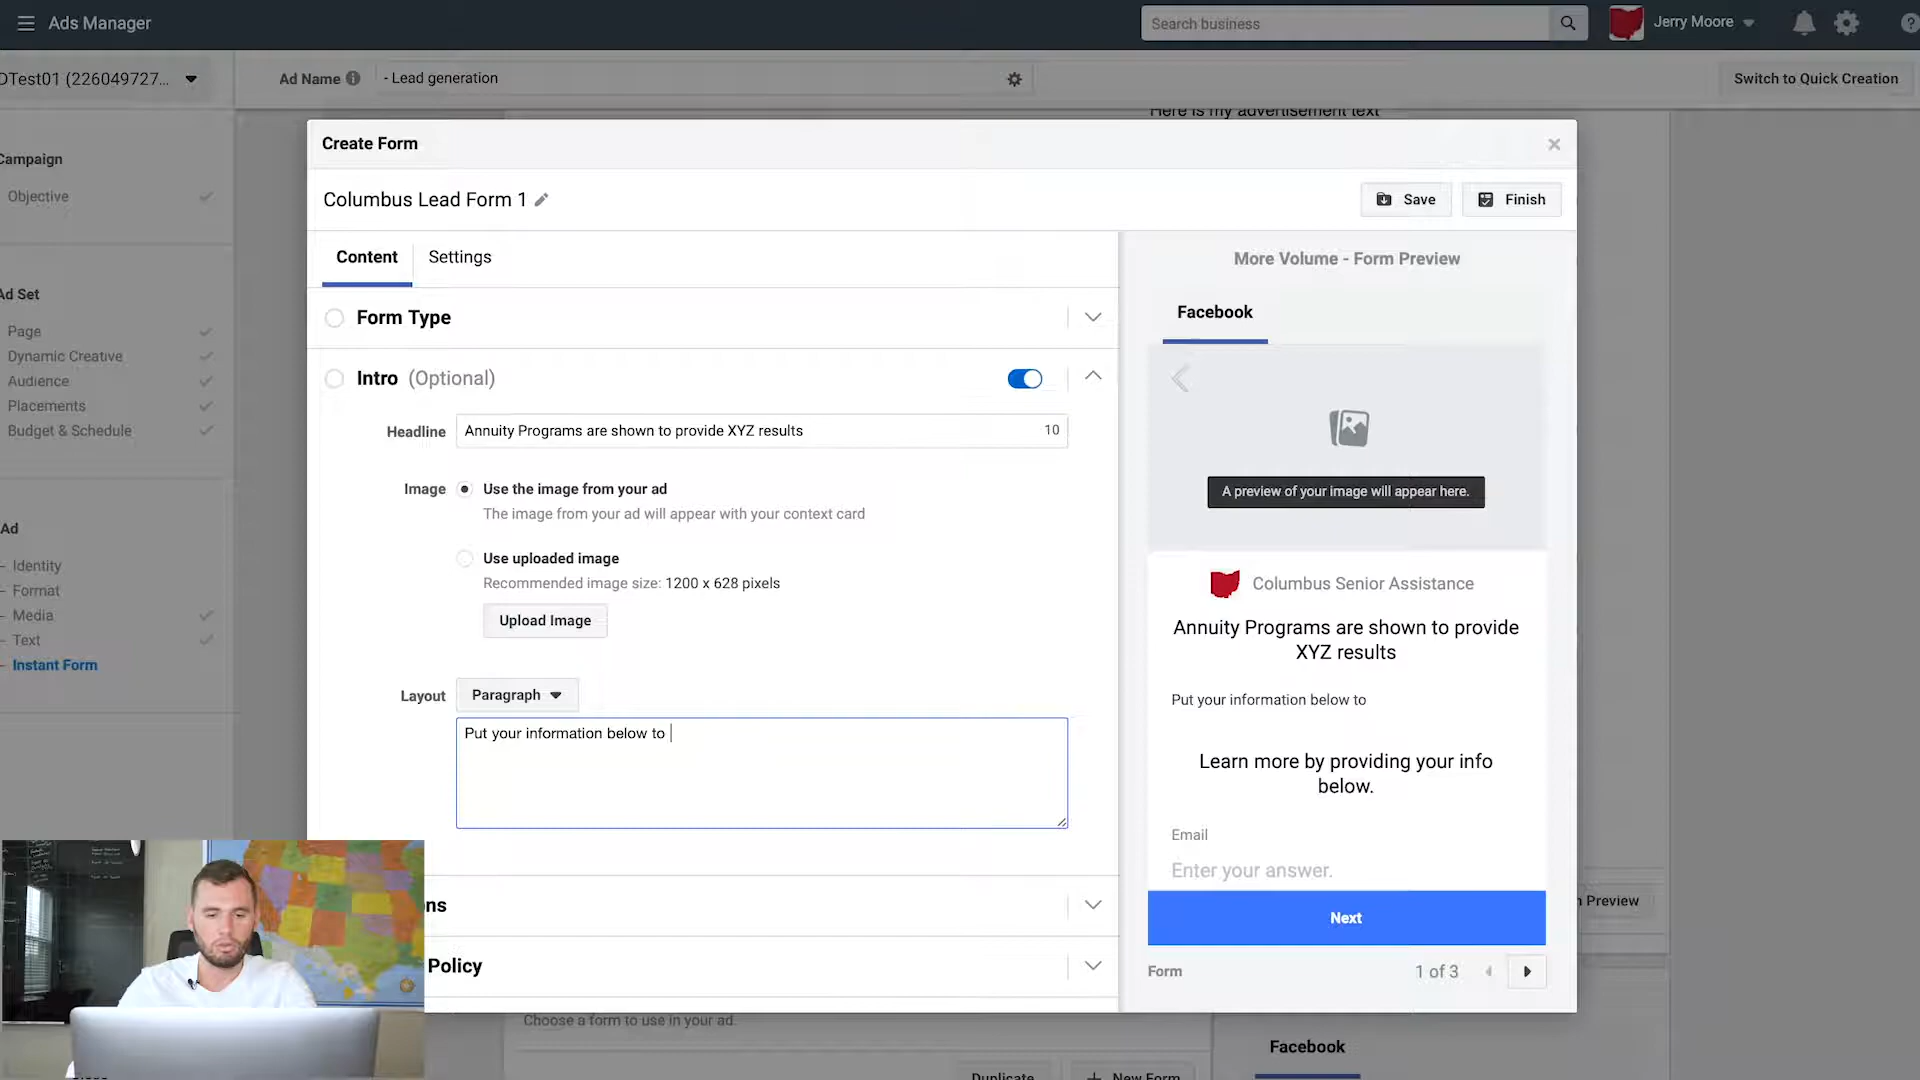 Ads Manager
Search business
Jerry Moore
DTest01 (226049727...
Ad Name
- Lead generation
Switch to Quick Creation
Here is my advertisement text
Create Form
Campaign
Objective
Columbus Lead Form 1
Save
Finish
Content
Settings
More Volume - Form Preview
Ad Set
Page
Dynamic Creative
Audience
Placements
Budget & Schedule
Form Type
Facebook
Intro (Optional)
Headline
Annuity Programs are shown to provide XYZ results
10
Image
Use the image from your ad
The image from your ad will appear with your context card
A preview of your image will appear here.
Ad
Identity
Format
Media
Text
Instant Form
Use uploaded image
Recommended image size: 1200 x 628 pixels
Upload Image
Columbus Senior Assistance
Annuity Programs are shown to provide
XYZ results
Layout
Paragraph
Put your information below to
Put your information below to
Learn more by providing your info
below.
Email
Enter your answer.
ns
Next
Preview
Policy
Form
1 of 3
Choose a form to use in your ad.
Facebook
Duplicate
New Form